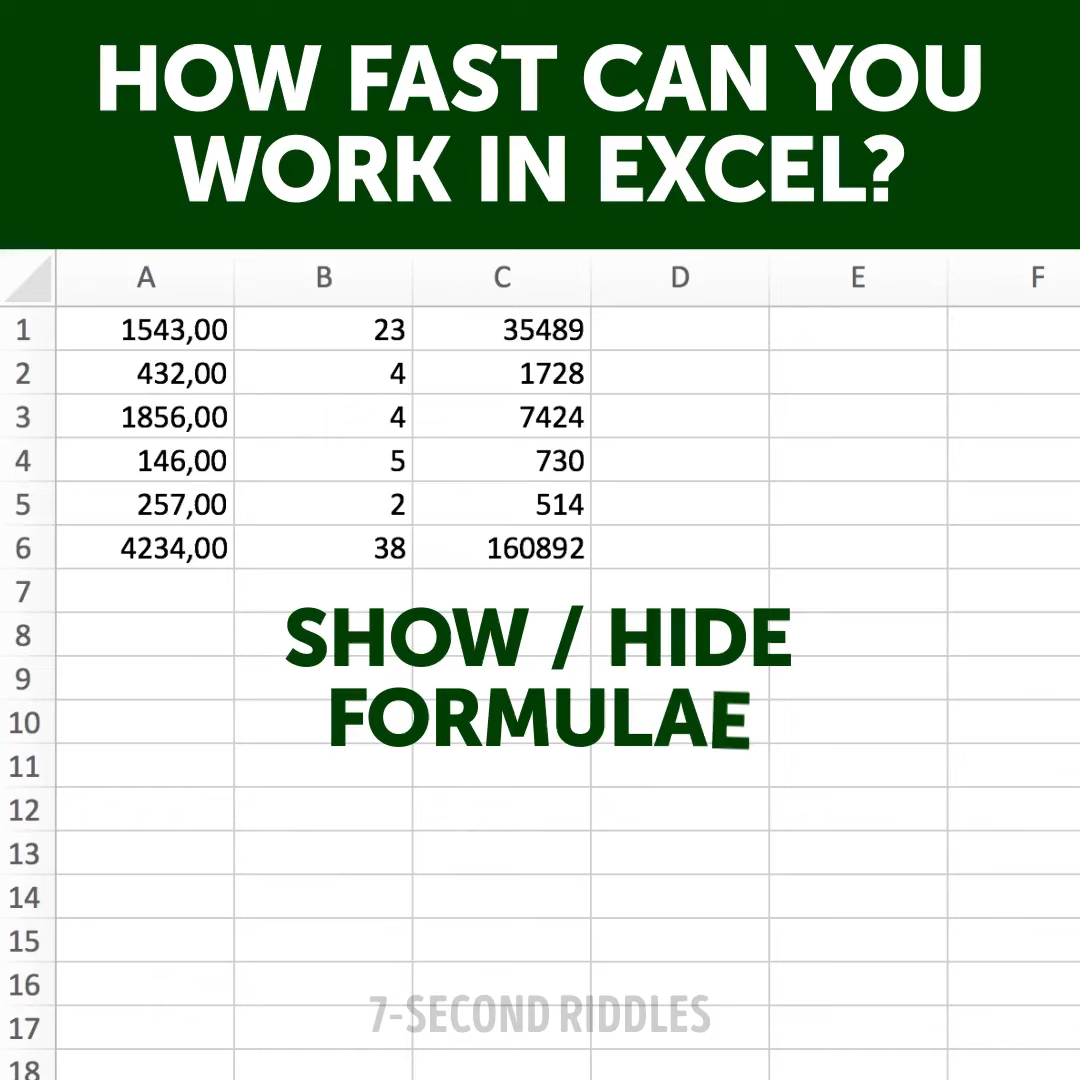 HOW FAST CAN YOU
WORK IN EXCEL?
A B C D E F
1 1543,00 23 35489
2 432,00 4 1728
3 1856,00 4 7424
4 146,00 5 730
5 257,00 2 514
6 4234,00 38 160892
7
8
SHOW / HIDE
9
10
FORMULAE
11
12
13
14
15
16
7-SECOND RIDDLES
17
18